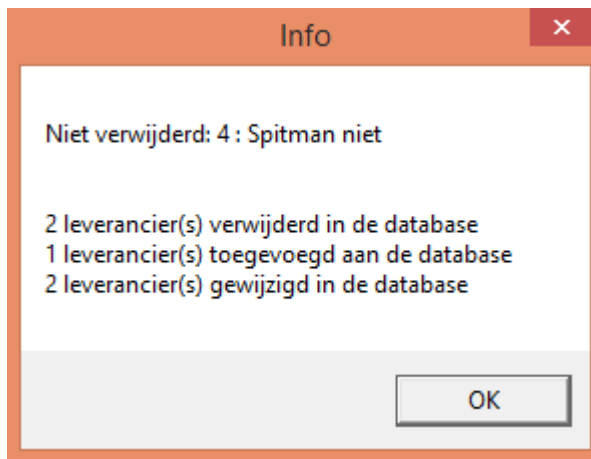 Info
Niet verwijderd: 4 : Spitman niet
2 leverancier(s) verwijderd in de database
1 leverancier(s) toegevoegd aan de database
2 leverancier(s) gewijzigd in de database
OK